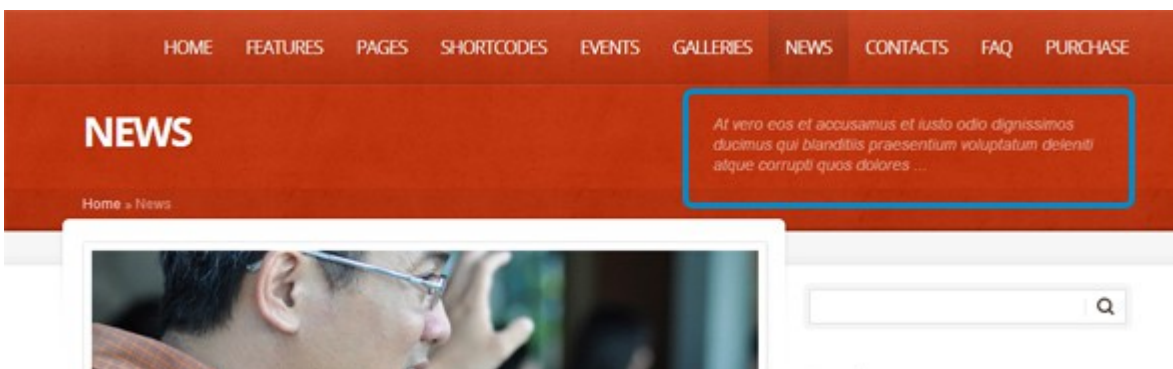 HOME FEATURES PAGES SHORTCODES EVENTS GALLERIES NEWS CONTACTS FAQ PURCHASE
NEWS
At vero eos et accusamus et iusto odio dignissimos
ducimus qui blanditiis praesentium voluptatum deleniti
atque corrupti quos dolores ...
Home » News